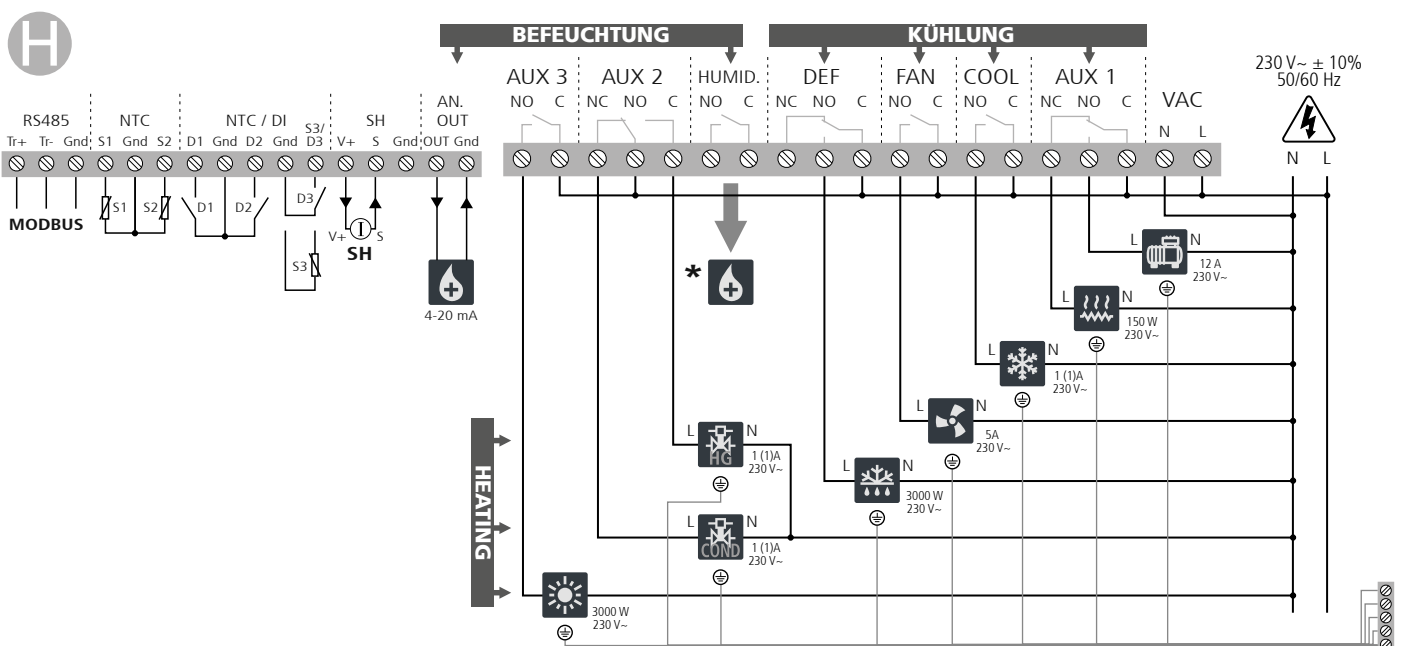 H
BEFEUCHTUNG KÜHLUNG
230 V~ ± 10%
50/60 Hz
AUX 3 AUX 2 HUMID. DEF FAN COOL AUX 1 VAC
NO C NC NO C NO C NC NO C NO C NO C NC NO C N L
N L
RS485 NTC NTC / DI SH AN. OUT
Tr+ Tr- Gnd S1 Gnd S2 D1 Gnd D2 Gnd S3/D3 V+ S Gnd OUT Gnd
MODBUS
S1 S2 D1 D2 D3
V+ S
SH
S3
4-20 mA
*
L N
12 A
230 V~
L N
150 W
230 V~
L N
1 (1)A
230 V~
L N
5A
230 V~
L N
3000 W
230 V~
HEATING
L N
HG
1 (1)A
230 V~
L N
COND
1 (1)A
230 V~
3000 W
230 V~